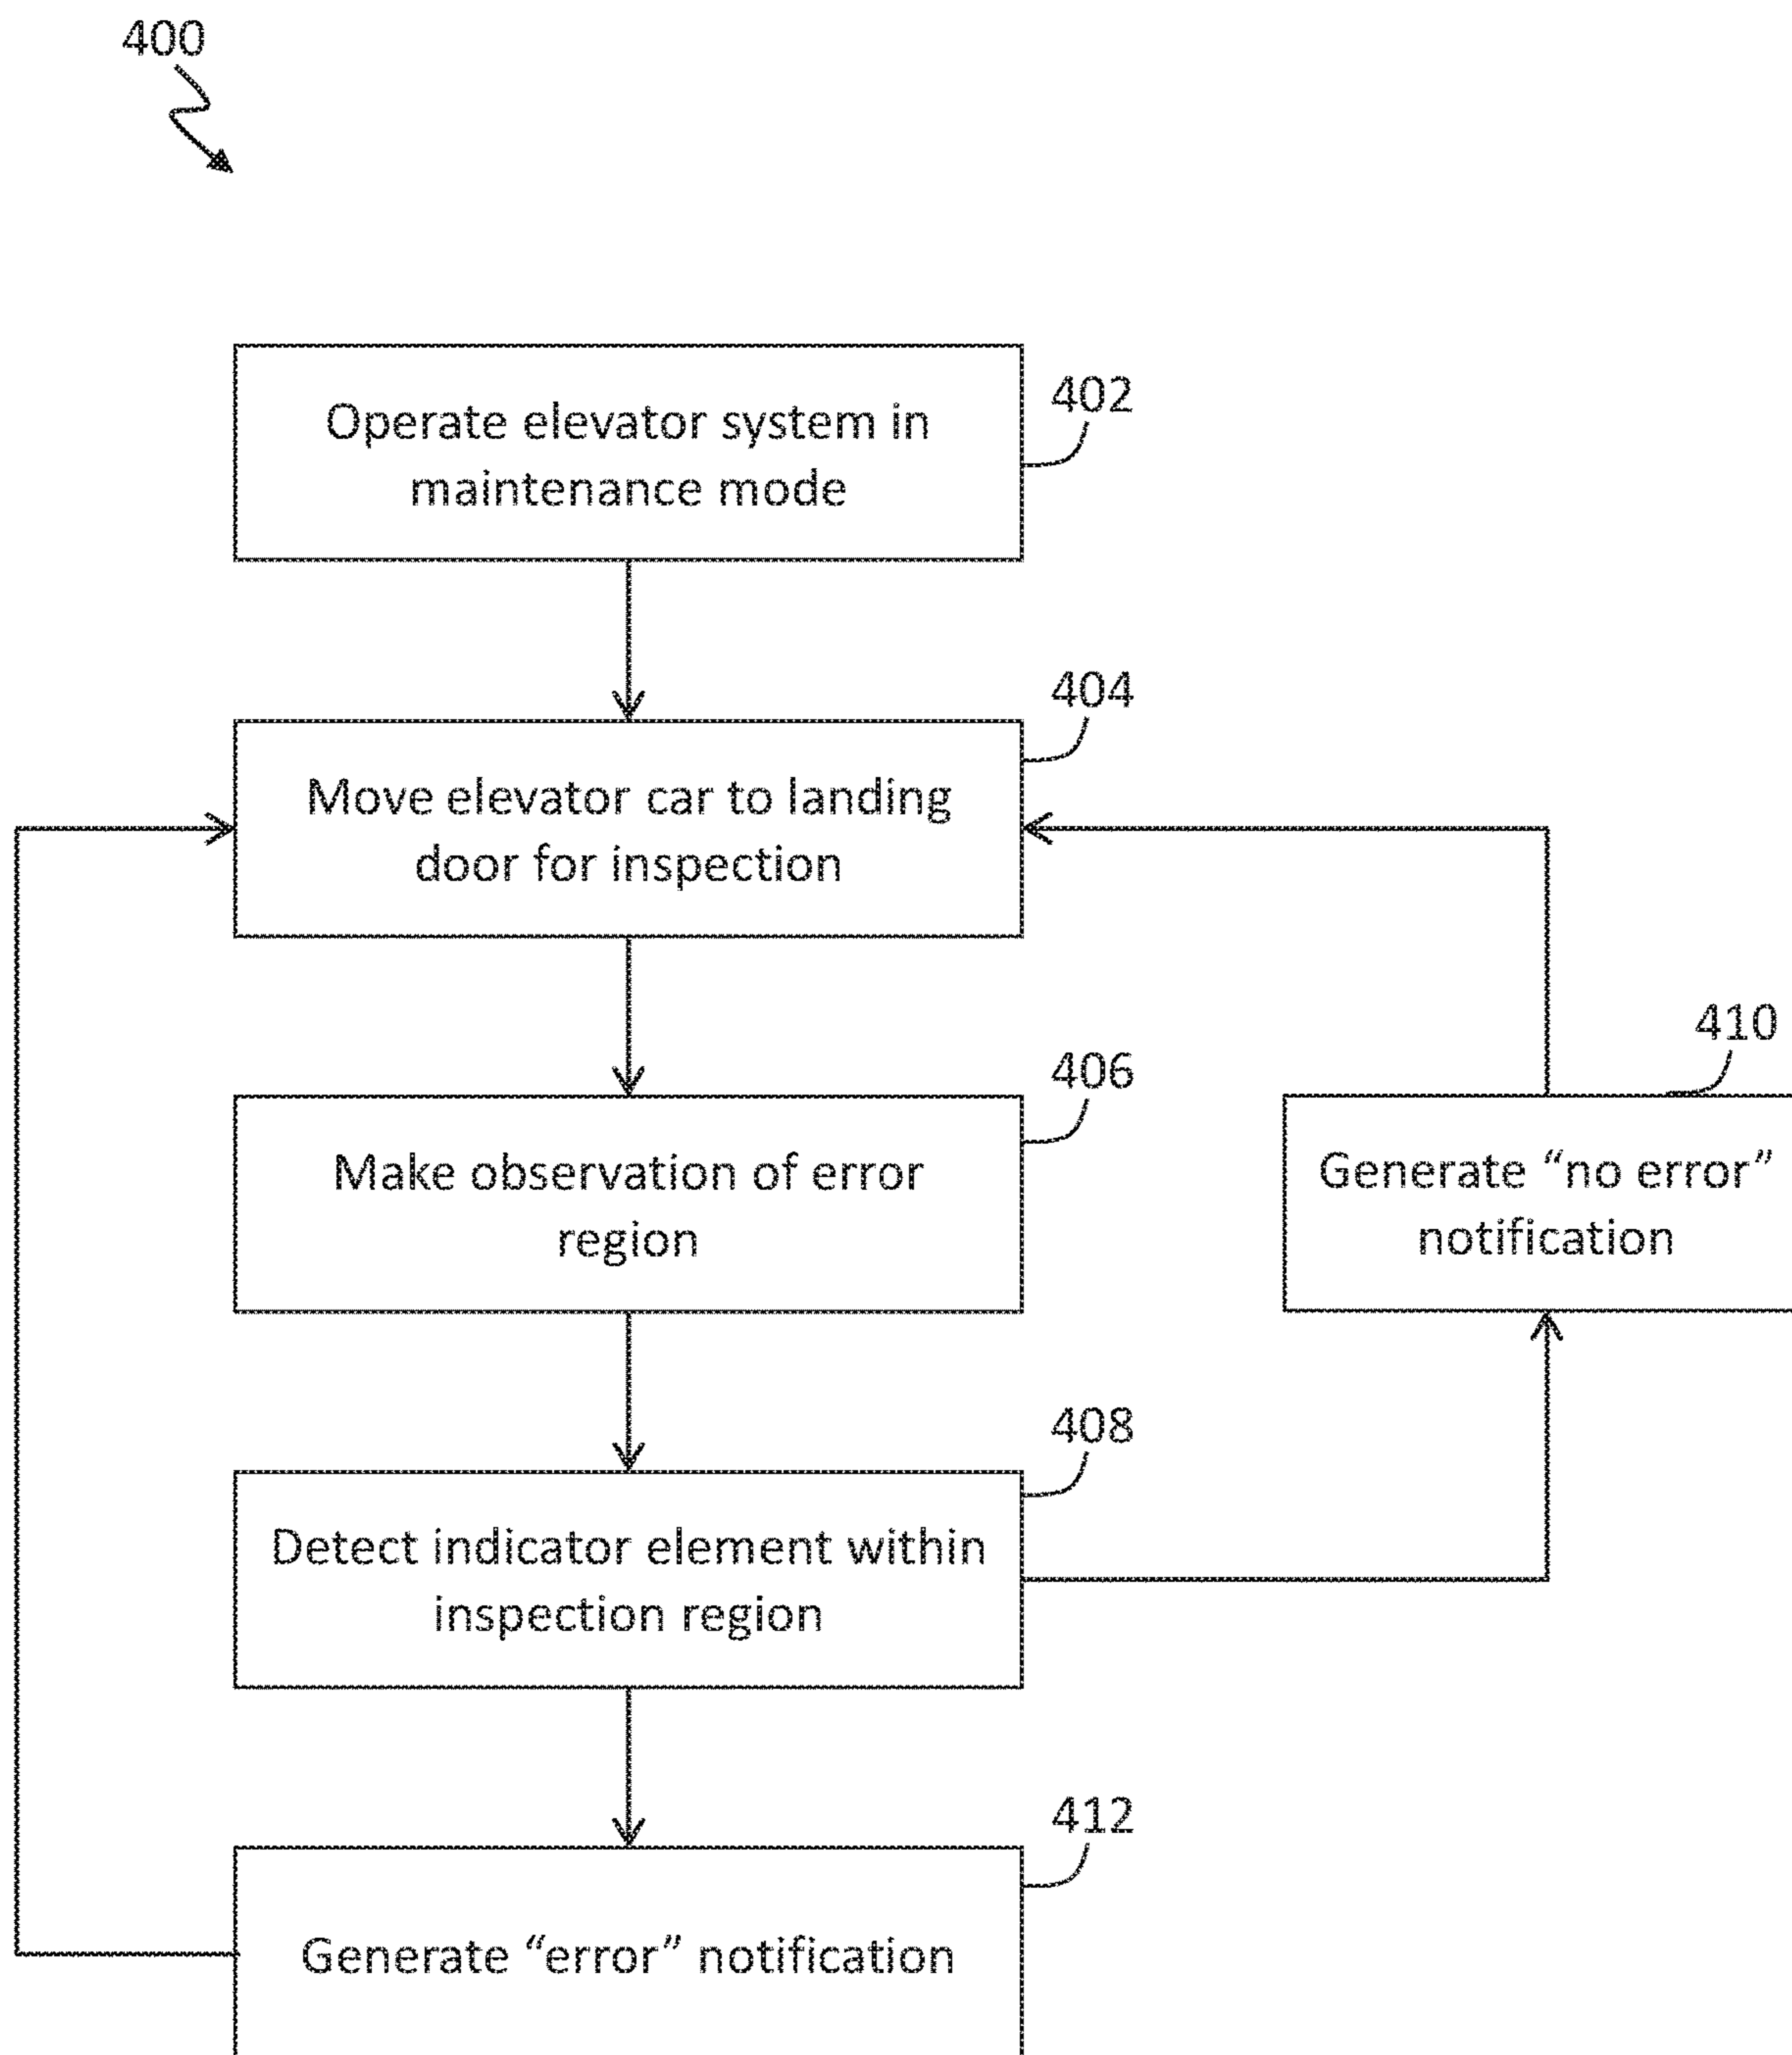 400
402
Operate elevator system in
maintenance mode
404
Move elevator car to landing
door for inspection
406
Make observation of error
region
410
Generate “no error”
notification
408
Detect indicator element within
inspection region
412
Generate “error” notification